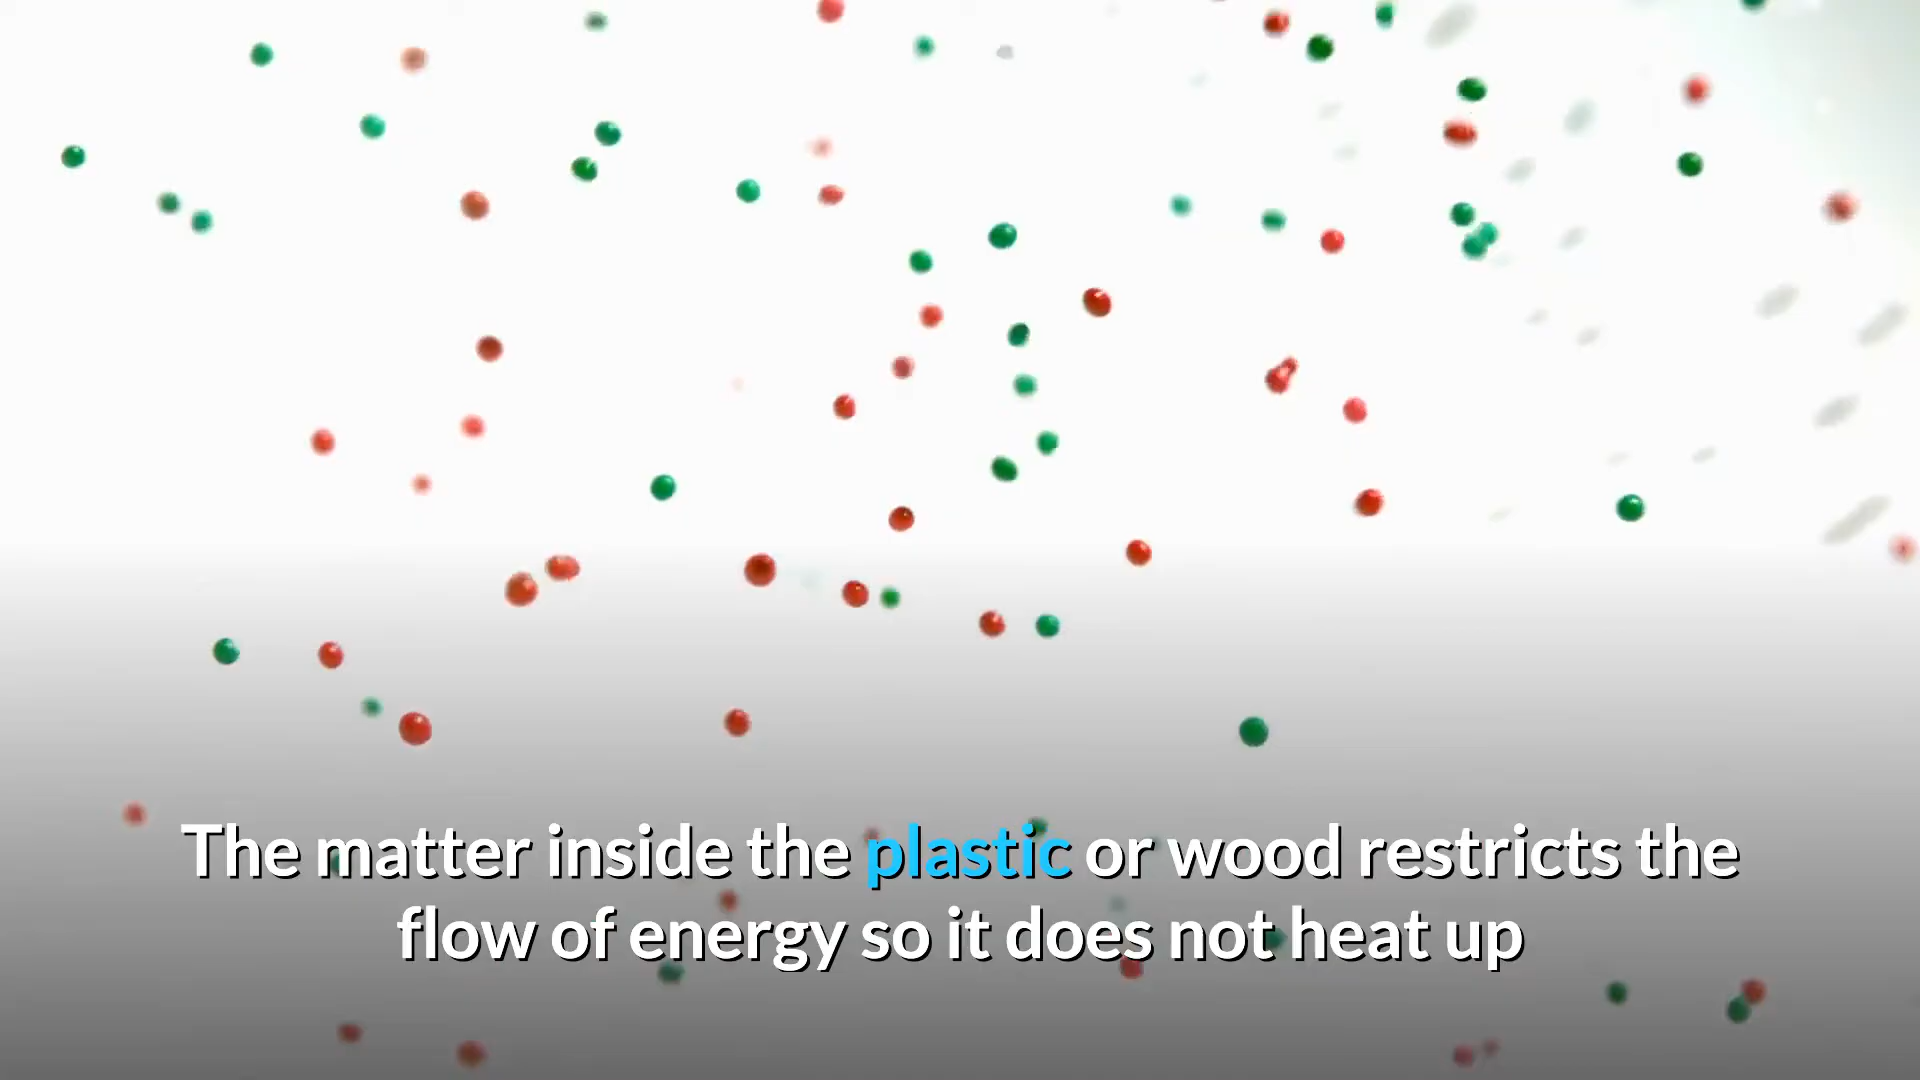 The matter inside the plastic or wood restricts the
flow of energy so it does not heat up